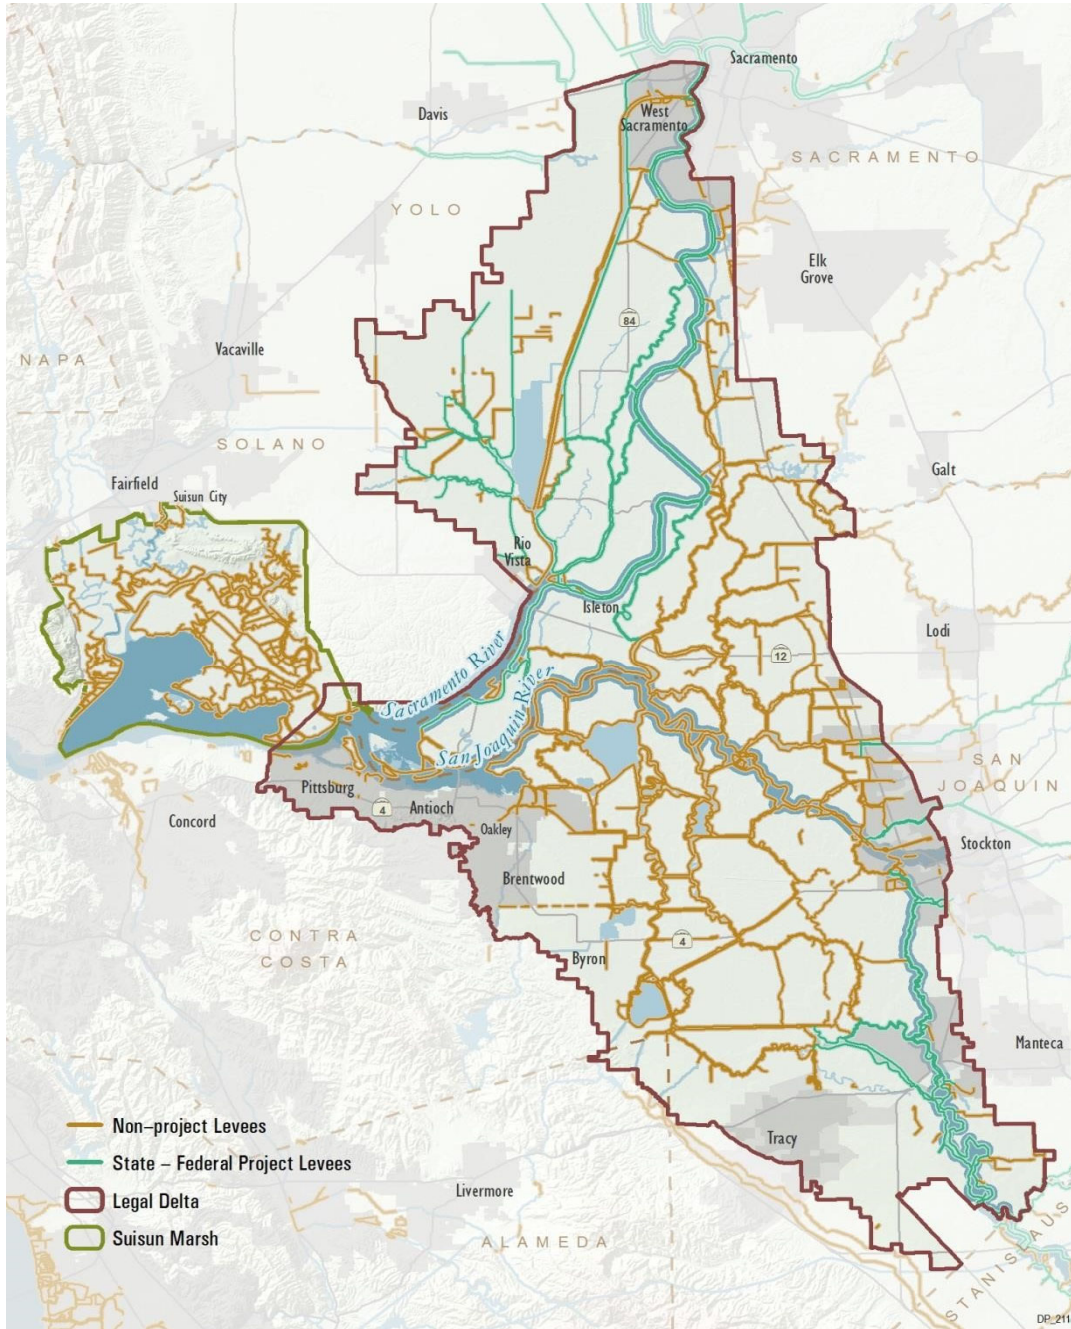 Sacramento
Davis
West
Sacramento
SACRAMENTO
YOLO
Elk
Grove
84
NAPA
Vacaville
SOLANO
Galt
Fairfield
Suisun City
Rio
Vista
Isleton
Lodi
12
Sacramento River
San Joaquin River
SAN
JOAQUIN
Pittsburg
4
Antioch
Concord
Oakley
Stockton
Brentwood
CONTRA
COSTA
4
Byron
Manteca
Non–project Levees
State – Federal Project Levees
Legal Delta
Suisun Marsh
Tracy
Livermore
ALAMEDA
STANISLAUS
DP_211